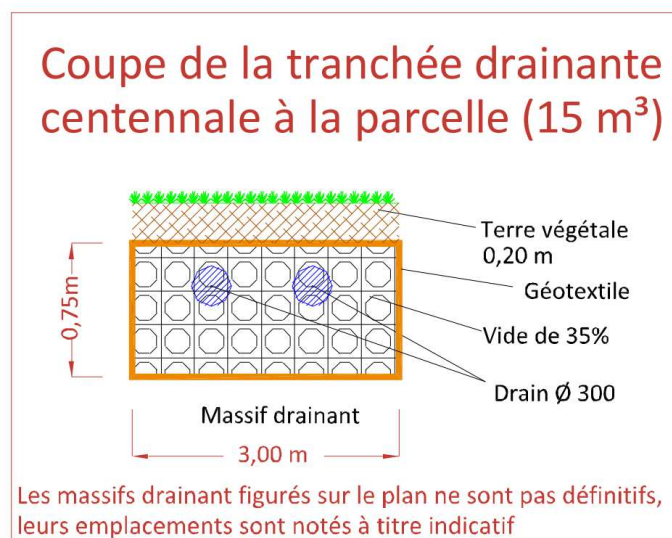 Coupe de la tranchée drainante
centennale à la parcelle (15 m³)
Terre végétale
0,20 m
Géotextile
0,75m
Vide de 35%
Drain Ø 300
Massif drainant
3,00 m
Les massifs drainant figurés sur le plan ne sont pas définitifs,
leurs emplacements sont notés à titre indicatif